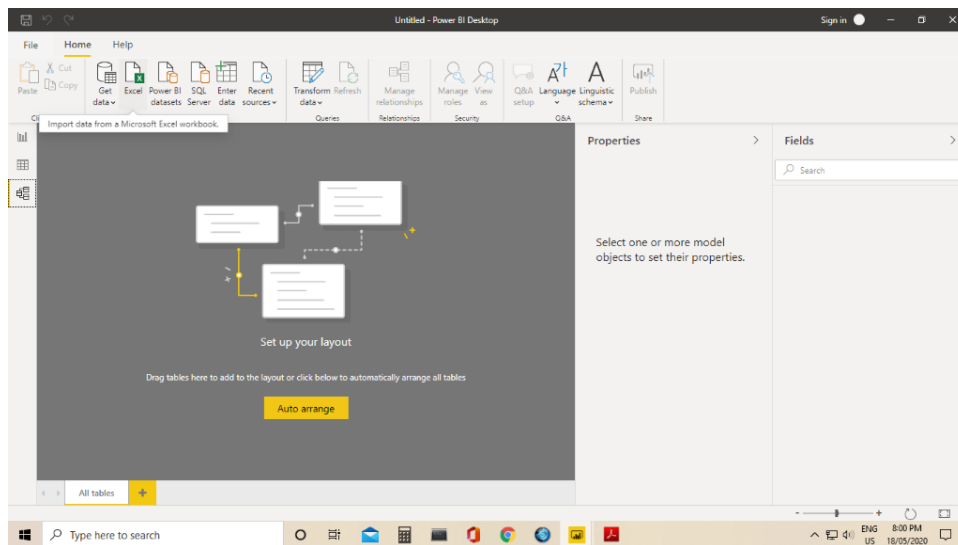 Untitled - Power BI Desktop
Sign in
File Home Help
Paste
Cut
Copy
Get data
Excel
Power BI datasets
SQL Server
Enter data
Recent sources
Transform data
Refresh
Manage relationships
Manage roles
View as
Q&A setup
Language
Linguistic schema
Publish
Queries
Relationships
Security
Q&A
Share
Import data from a Microsoft Excel workbook.
Properties
Fields
Search
Select one or more model
objects to set their properties.
Set up your layout
Drag tables here to add to the layout or click below to automatically arrange all tables
Auto arrange
All tables
Type here to search
ENG
US
8:00 PM
18/05/2020